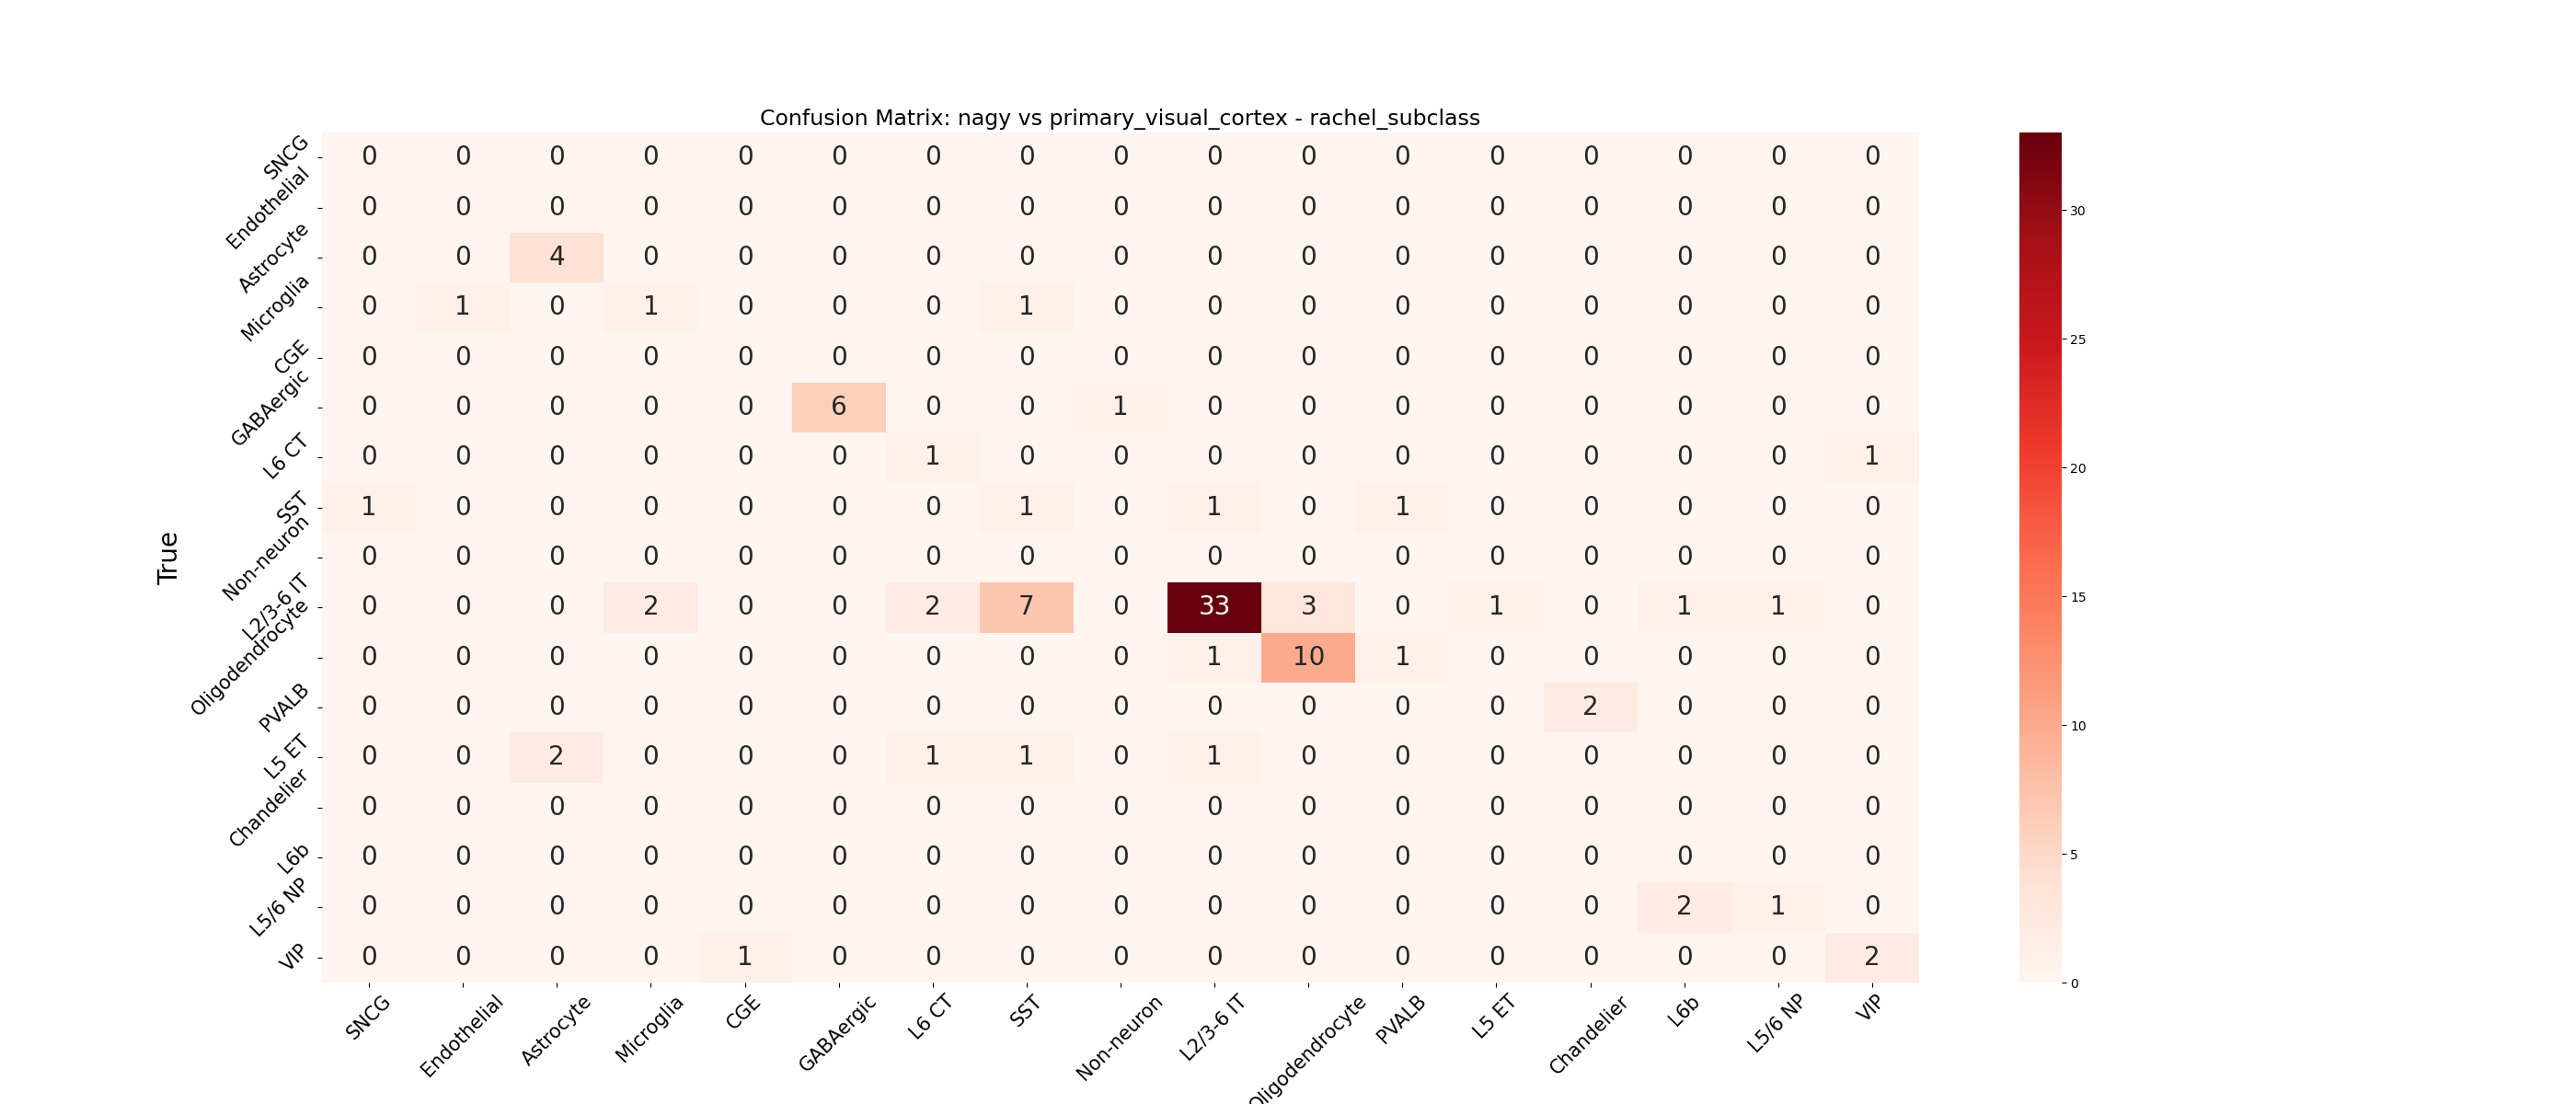 Confusion Matrix: nagy vs primary_visual_cortex - rachel_subclass
True
SNCG 0 0 0 0 0 0 0 0 0 0 0 0 0 0 0 0 0
Endothelial 0 0 0 0 0 0 0 0 0 0 0 0 0 0 0 0 0
Astrocyte 0 0 4 0 0 0 0 0 0 0 0 0 0 0 0 0 0
Microglia 0 1 0 1 0 0 0 1 0 0 0 0 0 0 0 0 0
CGE 0 0 0 0 0 0 0 0 0 0 0 0 0 0 0 0 0
GABAergic 0 0 0 0 0 6 0 0 1 0 0 0 0 0 0 0 0
L6 CT 0 0 0 0 0 0 1 0 0 0 0 0 0 0 0 0 1
SST 1 0 0 0 0 0 0 1 0 1 0 1 0 0 0 0 0
Non-neuron 0 0 0 0 0 0 0 0 0 0 0 0 0 0 0 0 0
L2/3-6 IT 0 0 0 2 0 0 2 7 0 33 3 0 1 0 1 1 0
Oligodendrocyte 0 0 0 0 0 0 0 0 0 1 10 1 0 0 0 0 0
PVALB 0 0 0 0 0 0 0 0 0 0 0 0 0 2 0 0 0
L5 ET 0 0 2 0 0 0 1 1 0 1 0 0 0 0 0 0 0
Chandelier 0 0 0 0 0 0 0 0 0 0 0 0 0 0 0 0 0
L6b 0 0 0 0 0 0 0 0 0 0 0 0 0 0 0 0 0
L5/6 NP 0 0 0 0 0 0 0 0 0 0 0 0 0 0 2 1 0
VIP 0 0 0 0 1 0 0 0 0 0 0 0 0 0 0 0 2
SNCG Endothelial Astrocyte Microglia CGE GABAergic L6 CT SST Non-neuron L2/3-6 IT Oligodendrocyte PVALB L5 ET Chandelier L6b L5/6 NP VIP
30
25
20
15
10
5
0